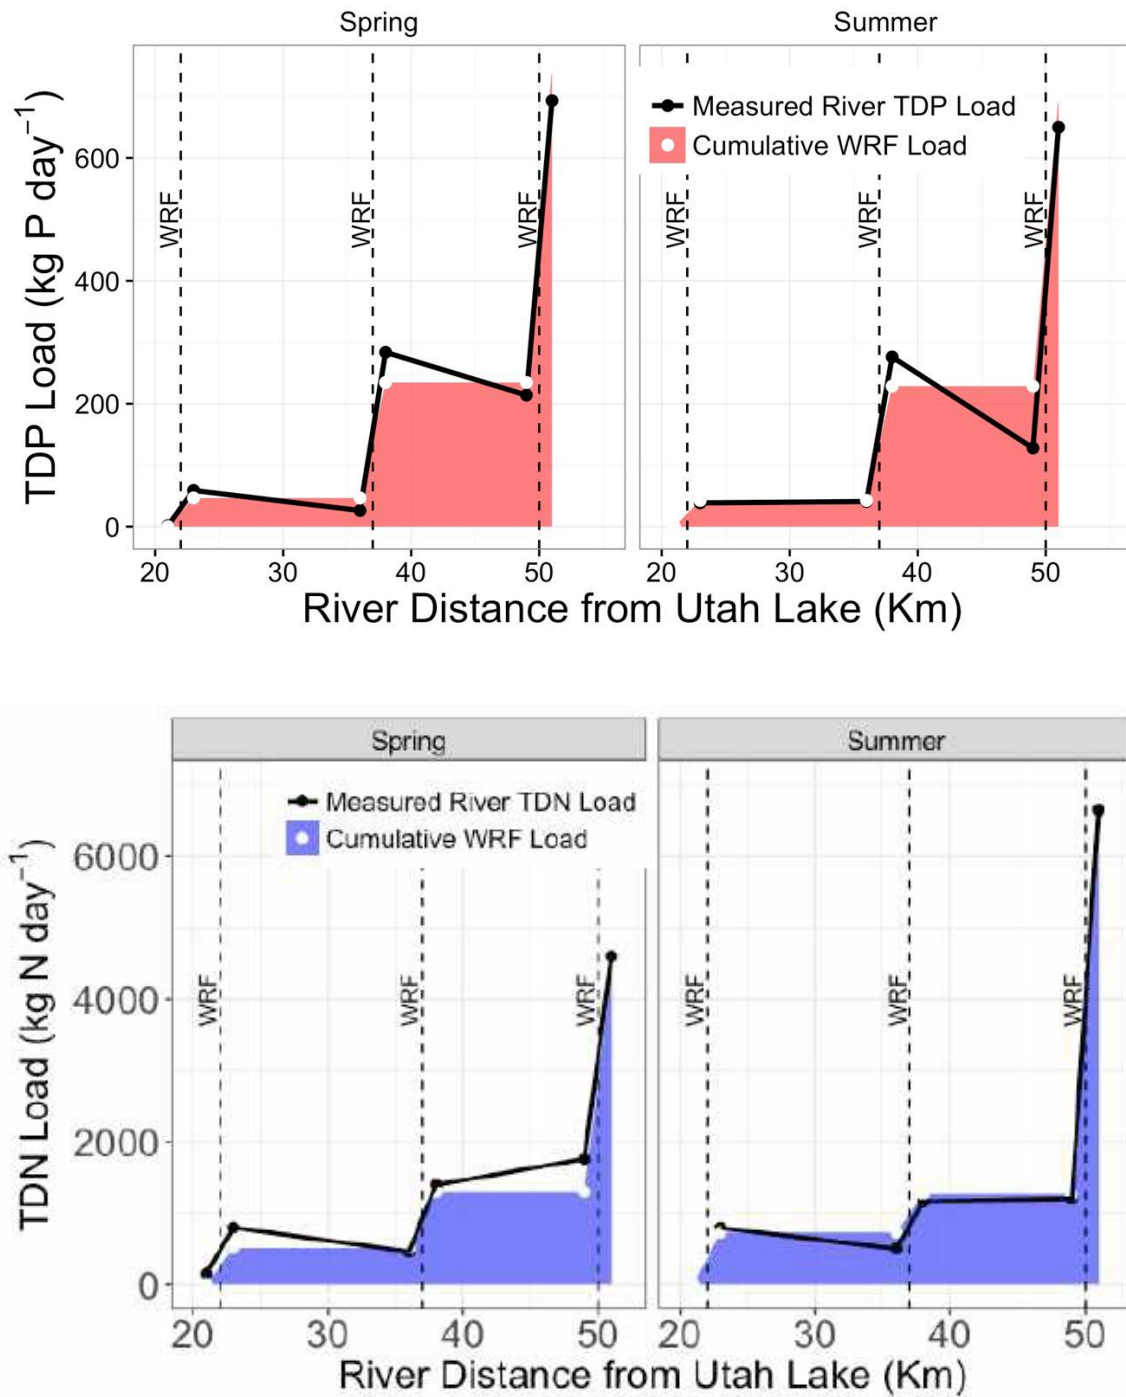 Spring
Summer
TDP Load (kg P day⁻¹)
600
400
200
0
WRF
WRF
WRF
WRF
WRF
WRF
Measured River TDP Load
Cumulative WRF Load
20 30 40 50
20 30 40 50
River Distance from Utah Lake (Km)
Spring
Summer
TDN Load (kg N day⁻¹)
6000
4000
2000
0
Measured River TDN Load
Cumulative WRF Load
WRF
WRF
WRF
WRF
WRF
WRF
20 30 40 50
20 30 40 50
River Distance from Utah Lake (Km)